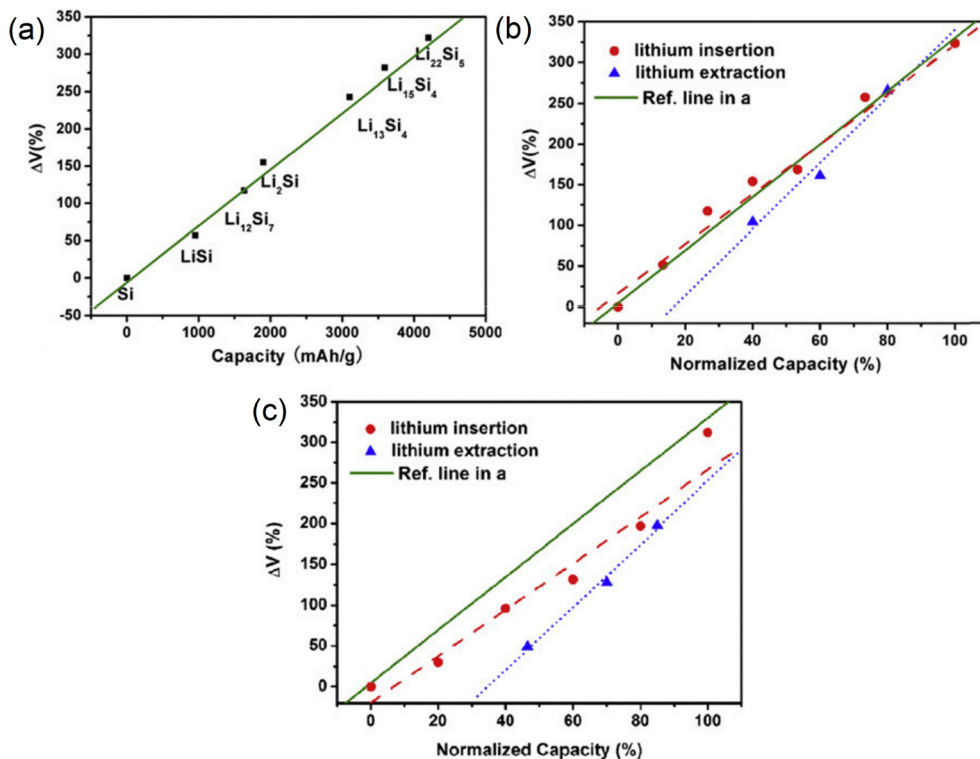 (a)
350
300
250
200
150
100
50
0
-50
ΔV(%)
Si
LiSi
Li12Si7
Li2Si
Li13Si4
Li15Si4
Li22Si5
0 1000 2000 3000 4000 5000
Capacity (mAh/g)
(b)
350
300
250
200
150
100
50
0
ΔV(%)
lithium insertion
lithium extraction
Ref. line in a
0 20 40 60 80 100
Normalized Capacity (%)
(c)
350
300
250
200
150
100
50
0
ΔV (%)
lithium insertion
lithium extraction
Ref. line in a
0 20 40 60 80 100
Normalized Capacity (%)